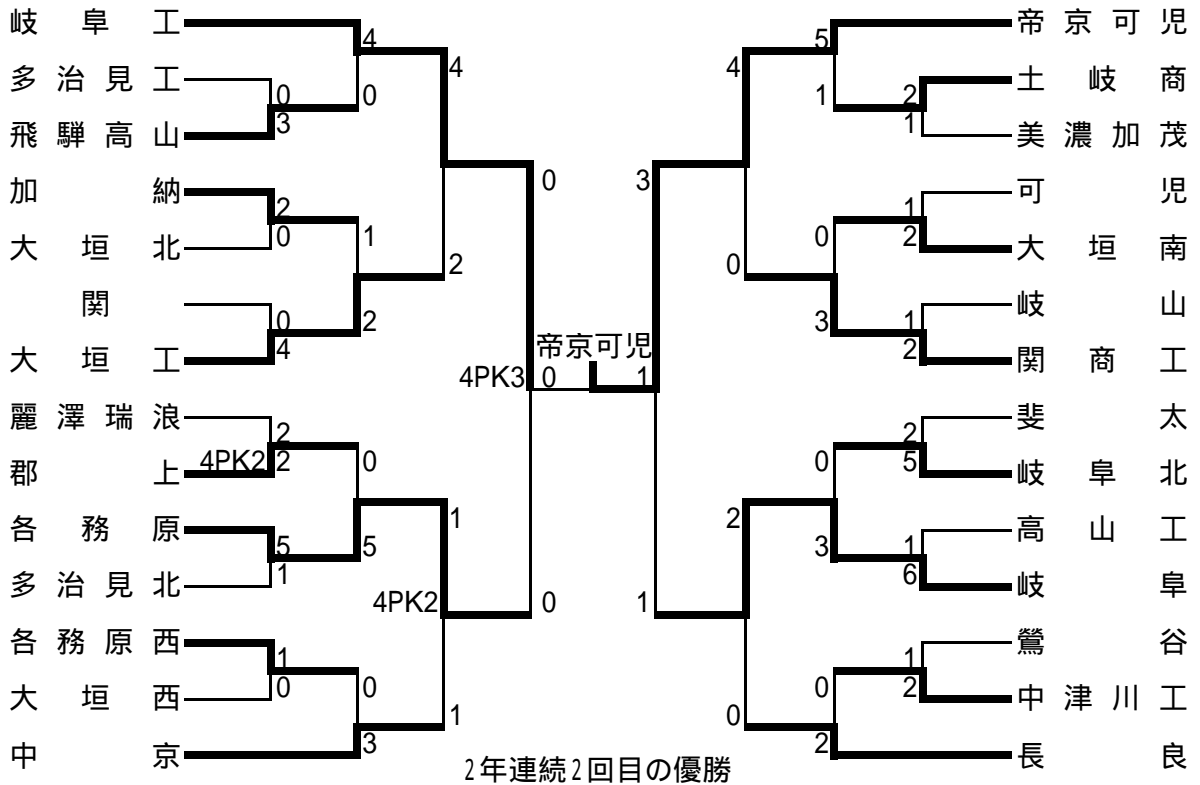 岐阜工
4
4
多治見工
0
0
飛騨高山
3
加納
2
0
1
2
大垣北
関
0
2
大垣工
4
4PK3
0
0
麗澤瑞浪
2
0
郡上
4PK2
2
各務原
5
5
1
多治見北
1
4PK2
0
各務原西
1
0
0
大垣西
1
中京
3
帝京可児
帝京可児
5
4
土岐商
2
1
美濃加茂
1
3
可児
1
0
大垣南
2
0
岐山
1
3
関商工
2
1
斐太
2
0
岐阜北
5
高山工
1
3
2
岐阜
6
1
鶯谷
1
0
中津川工
2
0
長良
2
2年連続2回目の優勝